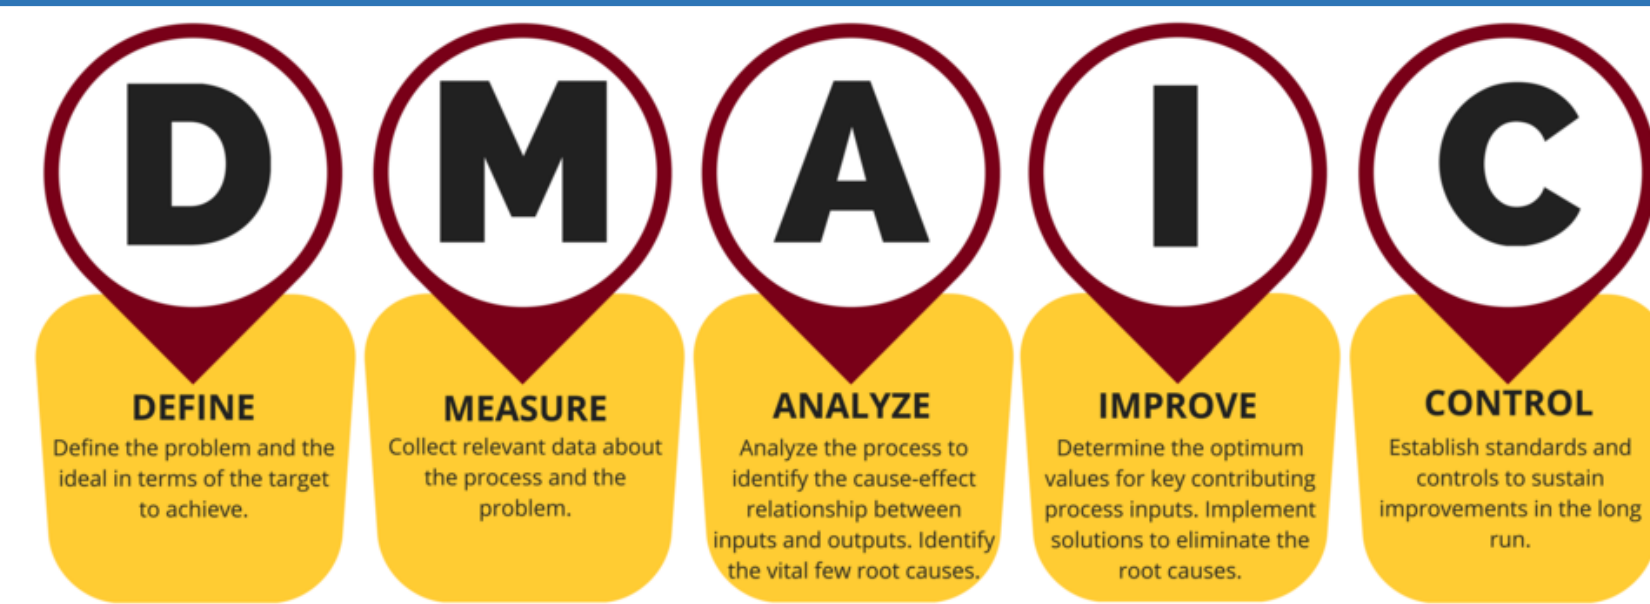 D
M
A
I
C
DEFINE
Define the problem and the
ideal in terms of the target
to achieve.
MEASURE
Collect relevant data about
the process and the
problem.
ANALYZE
Analyze the process to
identify the cause-effect
relationship between
inputs and outputs. Identify
the vital few root causes.
IMPROVE
Determine the optimum
values for key contributing
process inputs. Implement
solutions to eliminate the
root causes.
CONTROL
Establish standards and
controls to sustain
improvements in the long
run.